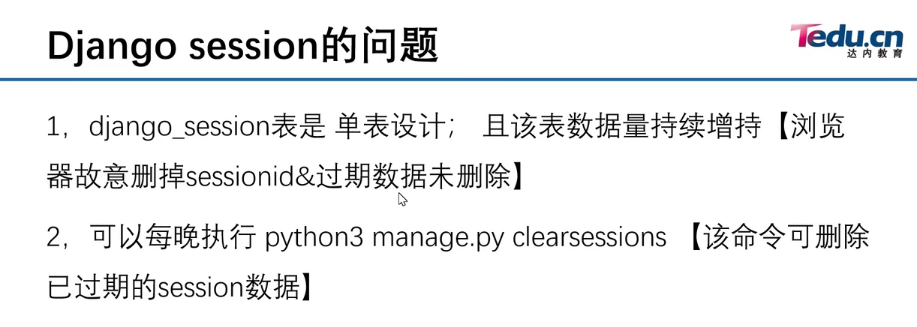 Django session的问题
Tedu.cn
达内教育
1，django_session表是 单表设计； 且该表数据量持续增持【浏览
器故意删掉sessionid&过期数据未删除】
2，可以每晚执行 python3 manage.py clearsessions 【该命令可删除
已过期的session数据】